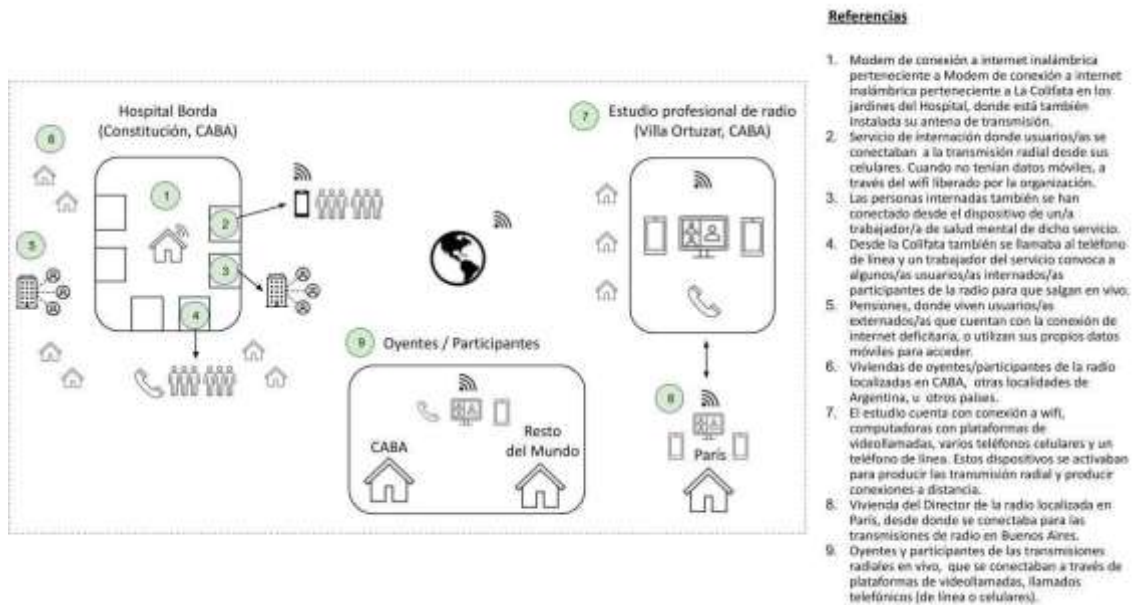 Referencias
1. Modem de conexión a internet inalámbrica
perteneciente a Modem de conexión a internet
inalámbrica perteneciente a La Colifata en los
jardines del Hospital, donde está también
instalada su antena de transmisión.
2. Servicio de internación donde usuarios/as se
conectaban a la transmisión radial desde sus
celulares. Cuando no tenían datos móviles, a
través del wifi liberado por la organización.
3. Las personas internadas también se han
conectado desde el dispositivo de un/a
trabajador/a de salud mental de dicho servicio.
4. Desde la Colifata también se llamaba al teléfono
de línea y un trabajador del servicio convoca a
algunos/as usuarios/as internados/as
participantes de la radio para que salgan en vivo.
5. Pensiones, donde viven usuarios/as
externados/as que cuentan con la conexión de
internet deficitaria, o utilizan sus propios datos
móviles para acceder.
6. Viviendas de oyentes/participantes de la radio
localizadas en CABA, otras localidades de
Argentina, u otros países.
7. El estudio cuenta con conexión a wifi,
computadoras con plataformas de
videollamadas, varios teléfonos celulares y un
teléfono de línea. Estos dispositivos se activaban
para producir las transmisión radial y producir
conexiones a distancia.
8. Vivienda del Director de la radio localizada en
París, desde donde se conectaba para las
transmisiones de radio en Buenos Aires.
9. Oyentes y participantes de las transmisiones
radiales en vivo, que se conectaban a través de
plataformas de videollamadas, llamados
telefónicos (de línea o celulares).
Hospital Borda
(Constitución, CABA)
6
1
2
3
4
5
7
Estudio profesional de radio
(Villa Ortuzar, CABA)
9
Oyentes / Participantes
CABA
Resto
del Mundo
8
París